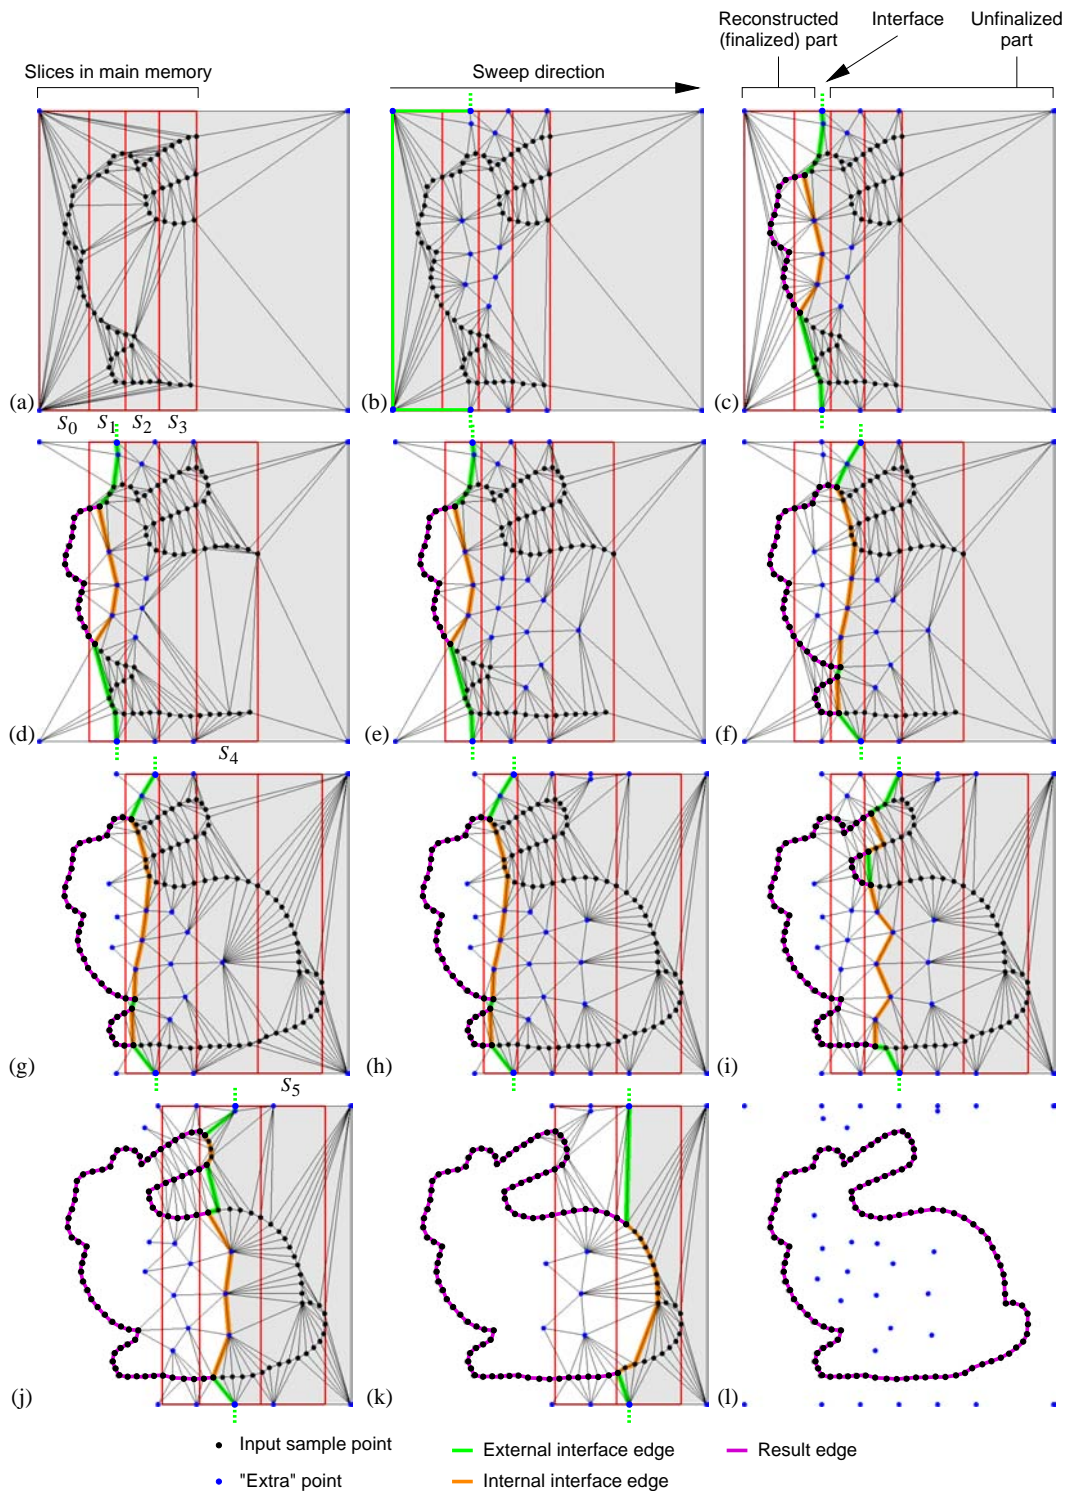 Reconstructed
(finalized) part
Interface
Unfinalized
part
Slices in main memory
Sweep direction
(a)
(b)
(c)
S0 S1 S2 S3
(d)
(e)
(f)
S4
(g)
(h)
(i)
S5
(j)
(k)
(l)
Input sample point
External interface edge
Result edge
"Extra" point
Internal interface edge